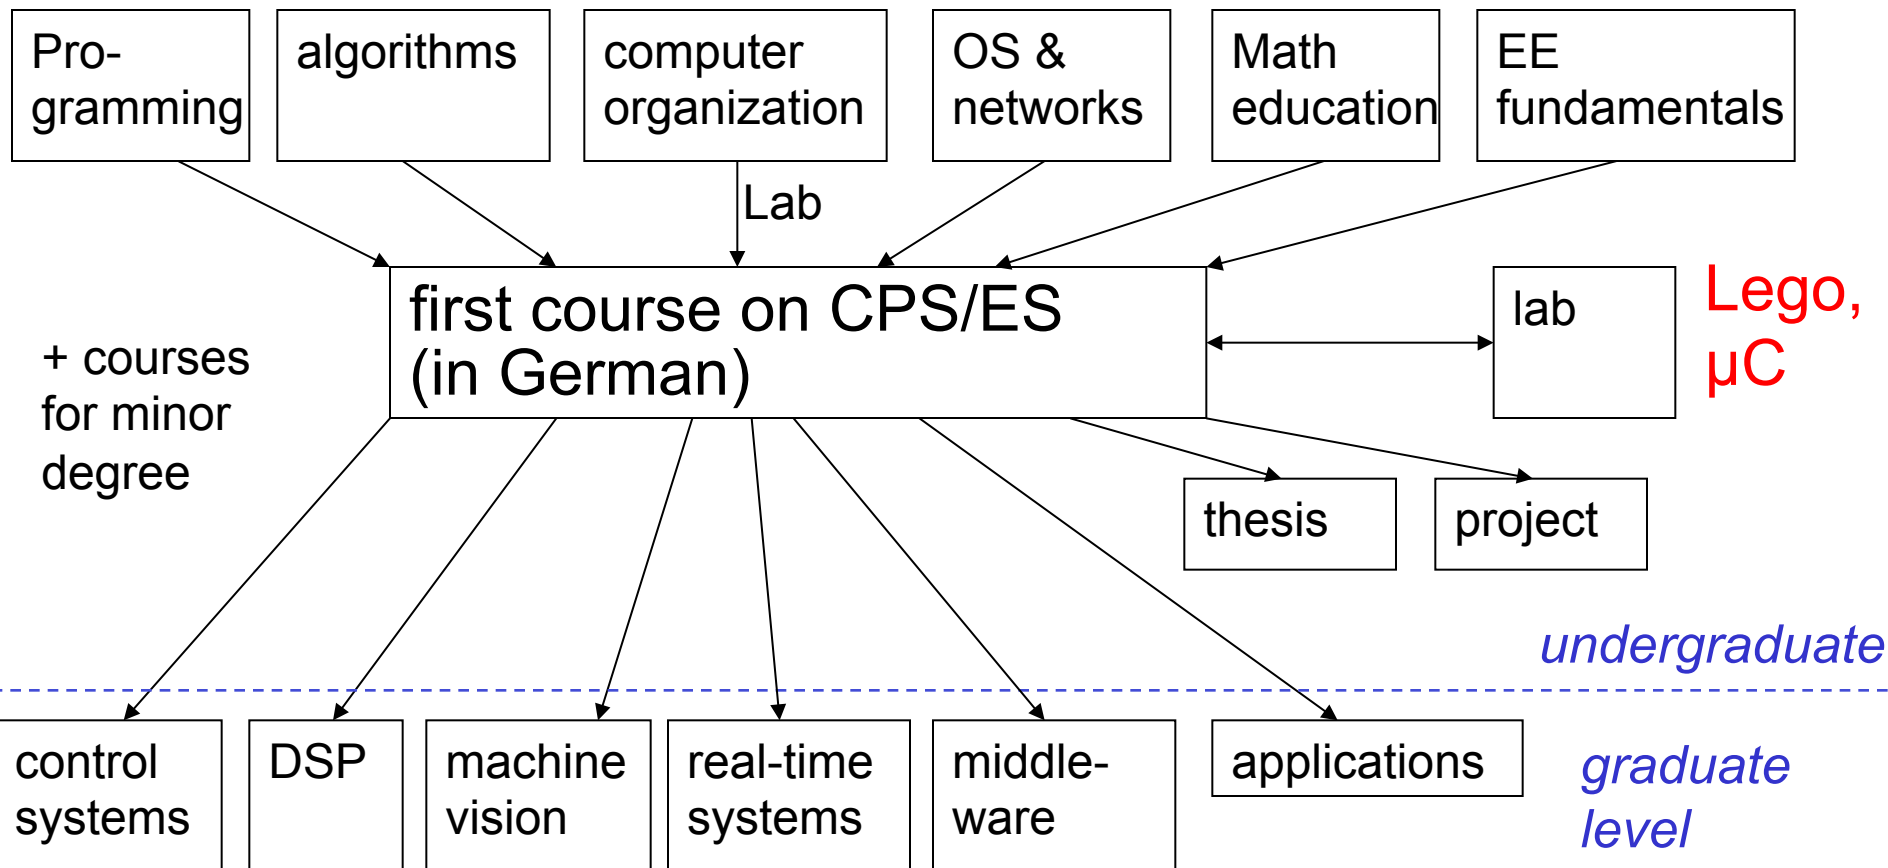 Pro-
gramming
algorithms
computer
organization
OS &
networks
Math
education
EE
fundamentals
Lab
first course on CPS/ES
(in German)
lab
Lego,
µC
+ courses
for minor
degree
thesis
project
undergraduate
control
systems
DSP
machine
vision
real-time
systems
middle-
ware
applications
graduate
level